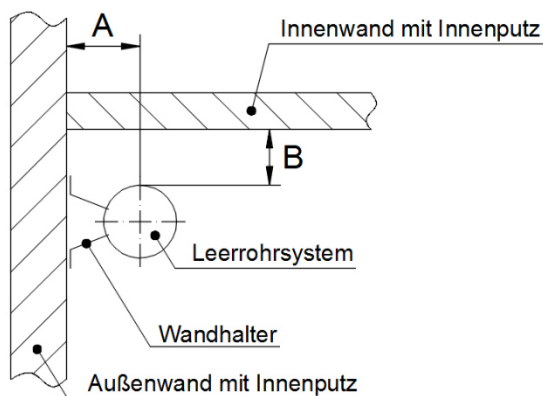 A
Innenwand mit Innenputz
B
Leerrohrsystem
Wandhalter
Außenwand mit Innenputz